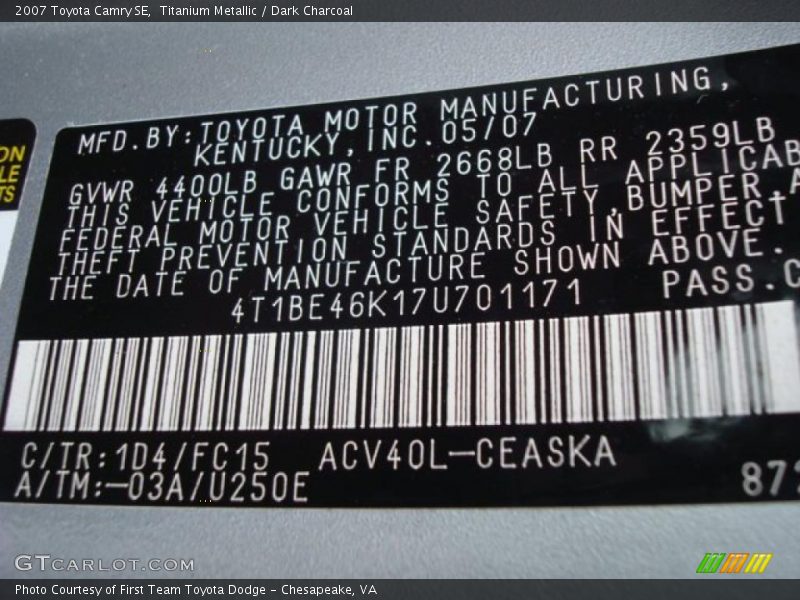 2007 Toyota Camry SE, Titanium Metallic / Dark Charcoal
MFD.BY:TOYOTA MOTOR MANUFACTURING,
KENTUCKY,INC.05/07
GVWR 4400LB GAWR FR 2668LB RR 2359LB
THIS VEHICLE CONFORMS TO ALL APPLICAB
FEDERAL MOTOR VEHICLE SAFETY,BUMPER,A
THEFT PREVENTION STANDARDS IN EFFECT
THE DATE OF MANUFACTURE SHOWN ABOVE.
4T1BE46K17U701171 PASS.C
C/TR:1D4/FC15 ACV40L-CEASKA
A/TM:-03A/U250E 87
GTCARLOT.COM
Photo Courtesy of First Team Toyota Dodge - Chesapeake, VA